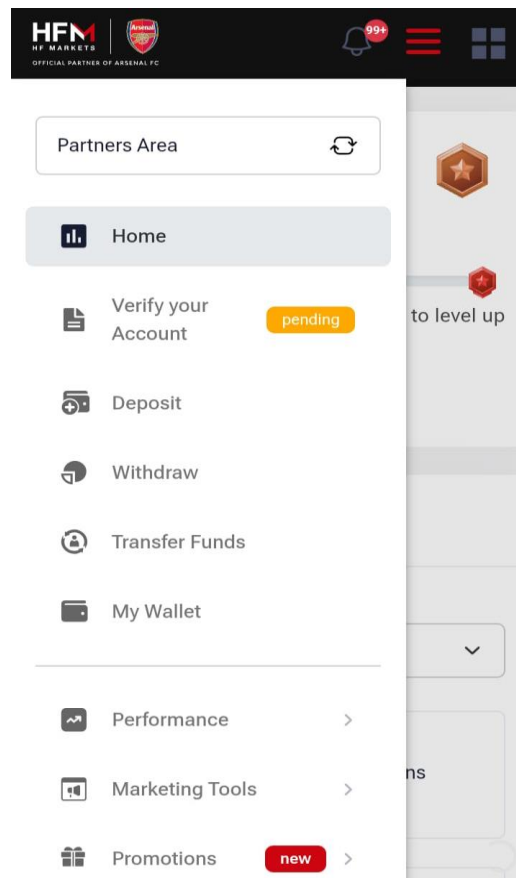 HFM
HF MARKETS
OFFICIAL PARTNER OF ARSENAL FC
Arsenal
99+
Partners Area
Home
Verify your
Account
pending
to level up
Deposit
Withdraw
Transfer Funds
My Wallet
Performance
ns
Marketing Tools
Promotions
new